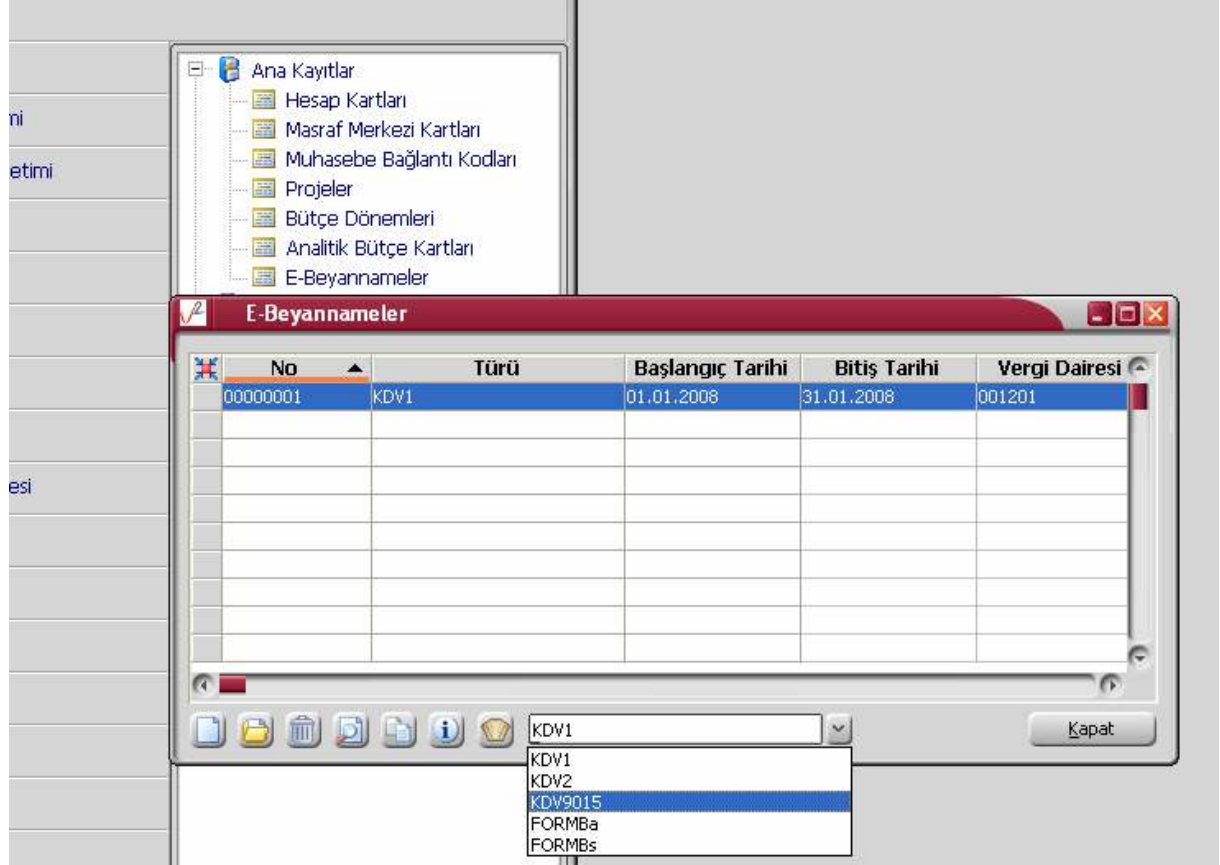 Ana Kayıtlar
Hesap Kartları
mi
Masraf Merkezi Kartları
etimi
Muhasebe Bağlantı Kodları
Projeler
Bütçe Dönemleri
Analitik Bütçe Kartları
E-Beyannameler
E-Beyannameler
No Türü Başlangıç Tarihi Bitiş Tarihi Vergi Dairesi
00000001 KDV1 01.01.2008 31.01.2008 001201
esi
KDV1 Kapat
KDV1
KDV2
KDV9015
FORMBa
FORMBs